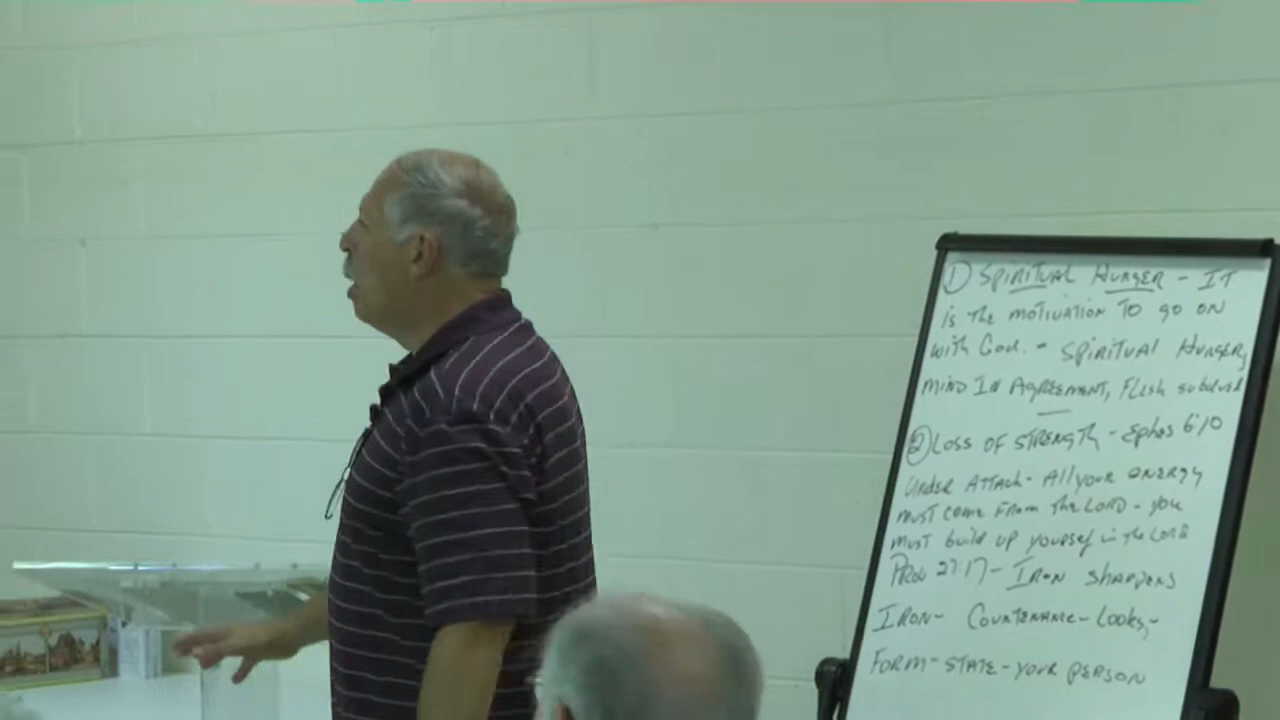 ① SPIRITUAL HUNGER - IT
is the motivation to go on
with God. - SPIRITUAL HUNGER,
MIND IN AGREEMENT, Flesh subdued
② LOSS OF STRENGTH - Ephes 6:10
Under ATTACK - All your energy
must come from the LORD - you
must build up yourself in the LORD
PROV 27:17 - IRON SHARPENS
IRON - COUNTENANCE - Looks, -
FORM - STATE - your PERSON